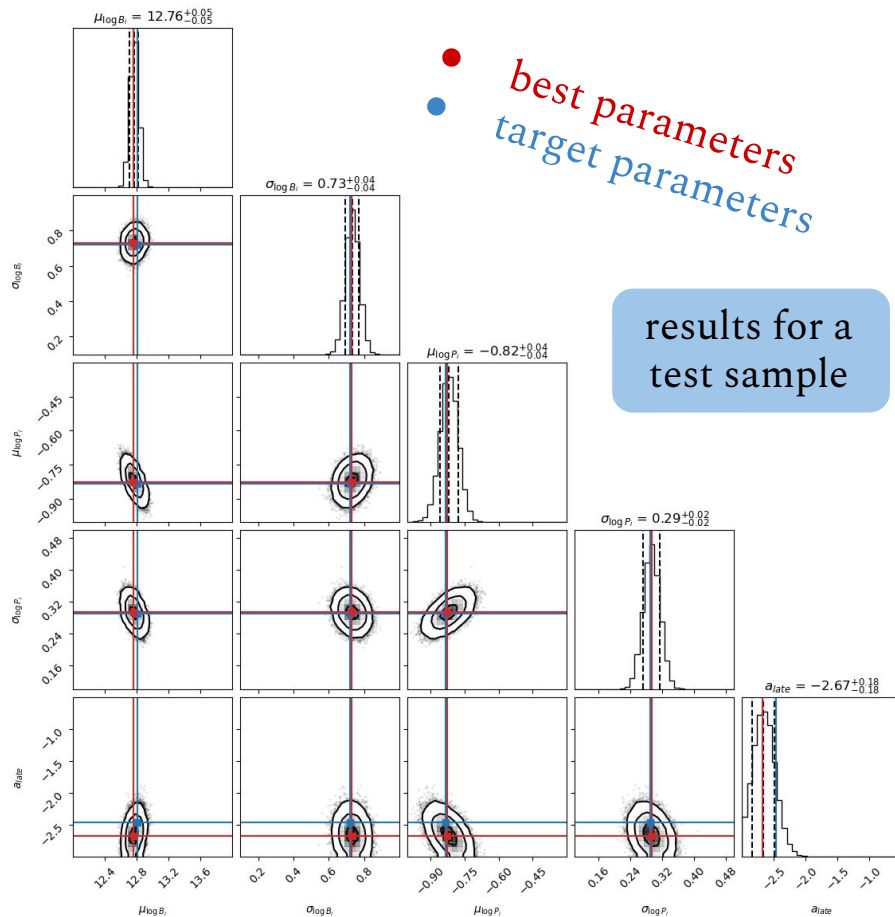 μ_{log B_i} = 12.76^{+0.05}_{−0.05}
best parameters
target parameters
σ_{log B_i} = 0.73^{+0.04}_{−0.04}
results for a
test sample
σ_{log B_i}
0.8
0.6
0.4
0.2
μ_{log P_i} = −0.82^{+0.04}_{−0.04}
μ_{log P_i}
−0.45
−0.60
−0.75
−0.90
σ_{log P_i} = 0.29^{+0.02}_{−0.02}
σ_{log P_i}
0.48
0.40
0.32
0.24
0.16
a_{late} = −2.67^{+0.18}_{−0.18}
a_{late}
−1.0
−1.5
−2.0
−2.5
12.4 12.8 13.2 13.6
0.2 0.4 0.6 0.8
−0.90 −0.75 −0.60 −0.45
0.16 0.24 0.32 0.40 0.48
−2.5 −2.0 −1.5 −1.0
μ_{log B_i} σ_{log B_i} μ_{log P_i} σ_{log P_i} a_{late}